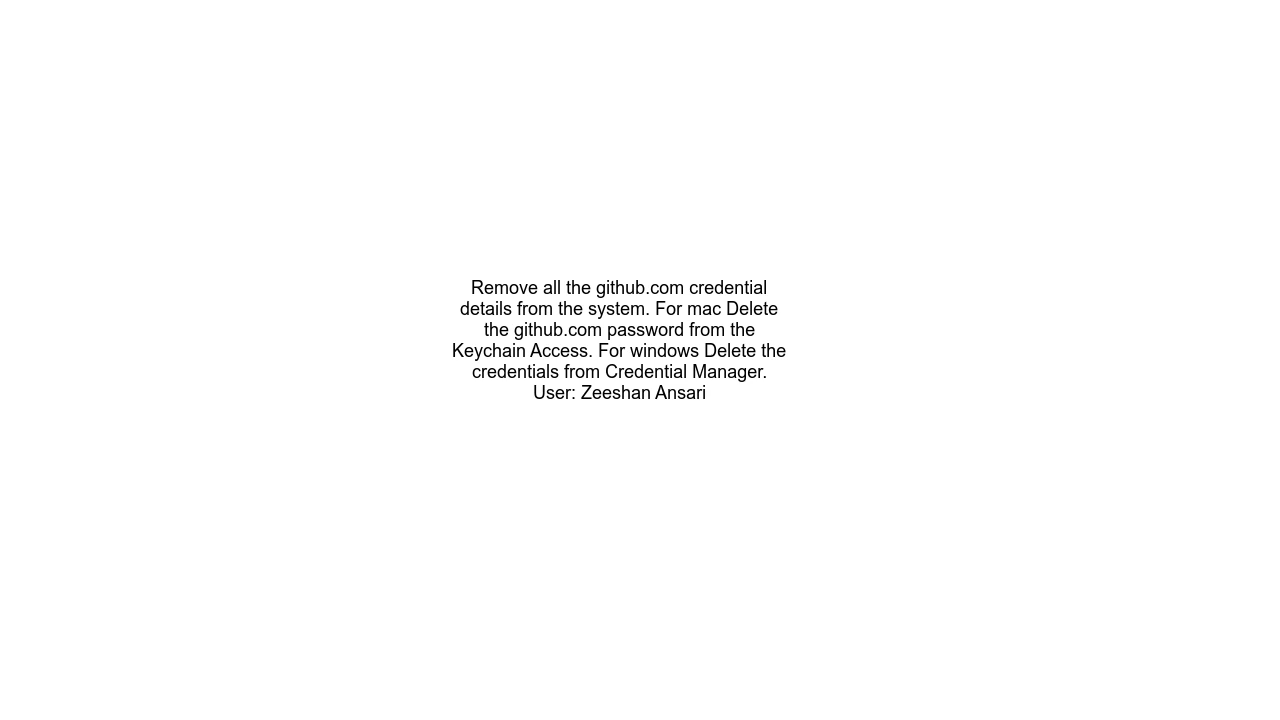 Remove all the github.com credential
details from the system. For mac Delete
the github.com password from the
Keychain Access. For windows Delete the
credentials from Credential Manager.
User: Zeeshan Ansari